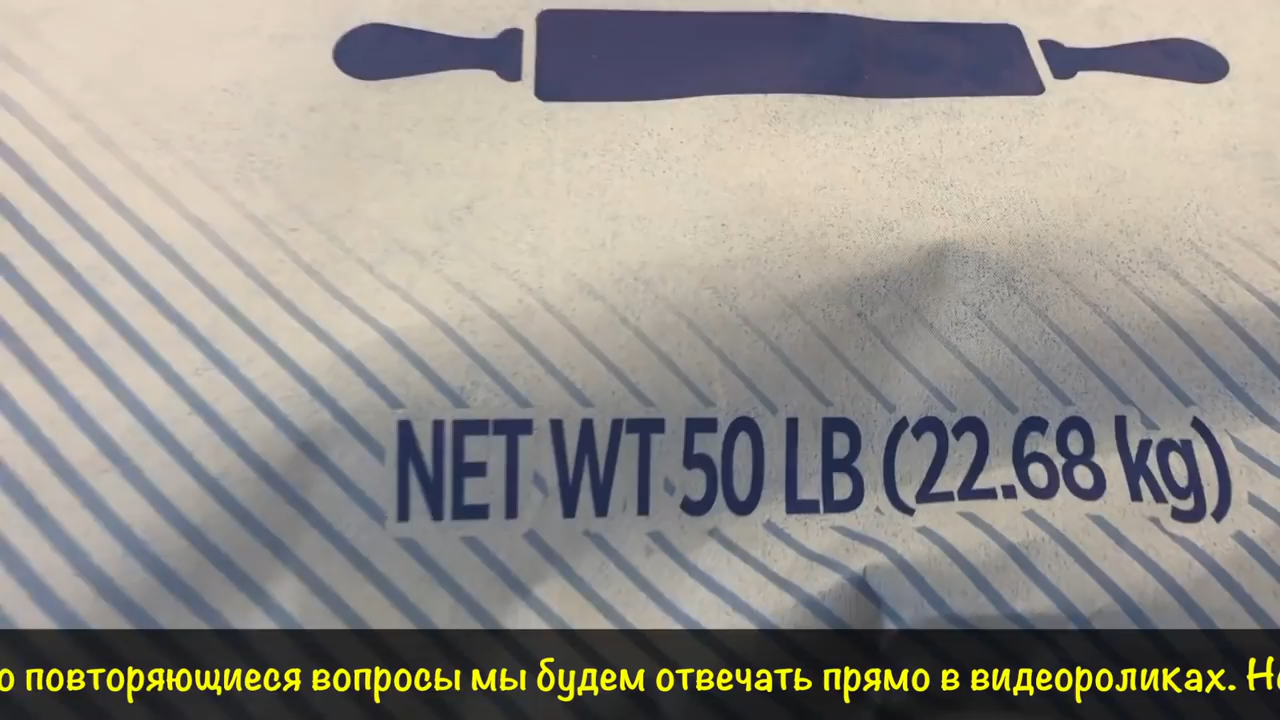 NET WT 50 LB (22.68 kg)
повторяющиеся вопросы мы будем отвечать прямо в видеороликах.